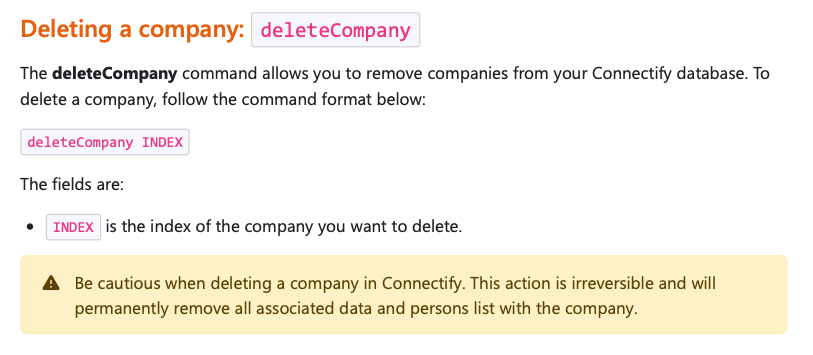 Deleting a company: deleteCompany
The deleteCompany command allows you to remove companies from your Connectify database. To
delete a company, follow the command format below:
deleteCompany INDEX
The fields are:
• INDEX is the index of the company you want to delete.
Be cautious when deleting a company in Connectify. This action is irreversible and will
permanently remove all associated data and persons list with the company.